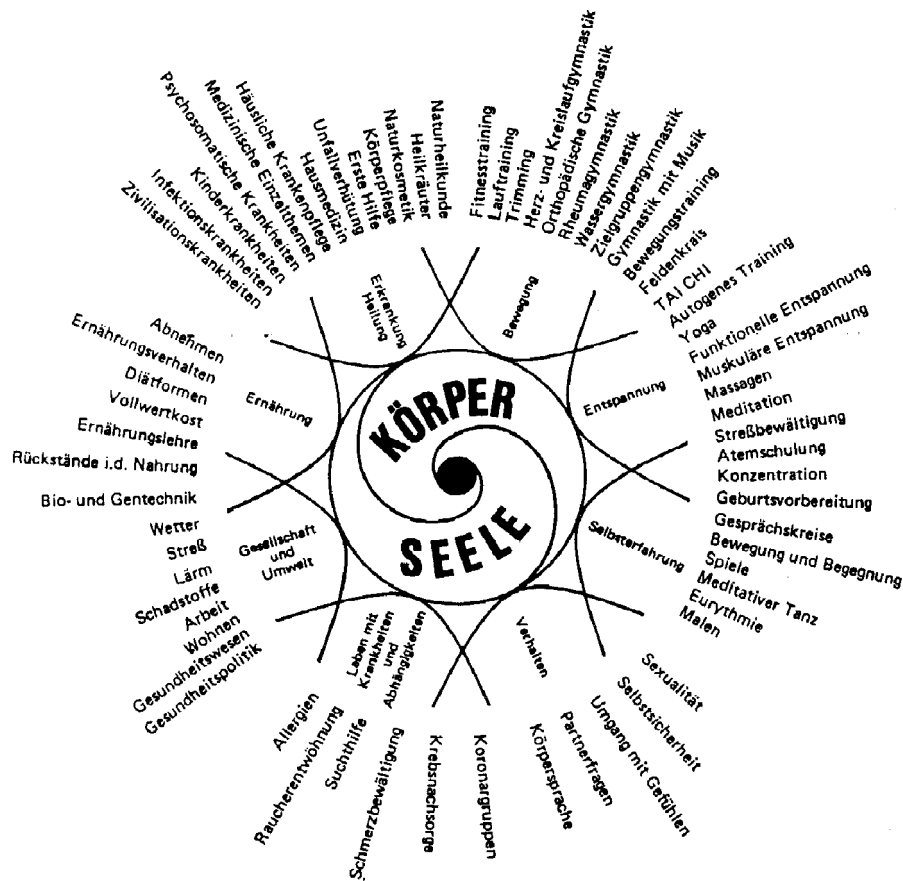 KÖRPER
SEELE
Bewegung
Fitnesstraining
Lauftraining
Trimming
Herz- und Kreislaufgymnastik
Orthopädische Gymnastik
Rheumagymnastik
Wassergymnastik
Zielgruppengymnastik
Gymnastik mit Musik
Bewegungstraining
Entspannung
Feldenkrais
TAI CHI
Autogenes Training
Yoga
Funktionelle Entspannung
Muskuläre Entspannung
Massagen
Meditation
Streßbewältigung
Atemschulung
Konzentration
Geburtsvorbereitung
Selbsterfahrung
Gesprächskreise
Bewegung und Begegnung
Spiele
Meditativer Tanz
Eurythmie
Malen
Verhalten
Sexualität
Selbstsicherheit
Umgang mit Gefühlen
Partnerfragen
Körpersprache
Leben mit
Krankheiten
und
Abhängigkeiten
Koronargruppen
Krebsnachsorge
Schmerzbewältigung
Suchthilfe
Raucherentwöhnung
Allergien
Gesellschaft
und
Umwelt
Gesundheitspolitik
Gesundheitswesen
Wohnen
Arbeit
Schadstoffe
Lärm
Streß
Wetter
Ernährung
Bio- und Gentechnik
Rückstände i.d. Nahrung
Ernährungslehre
Vollwertkost
Diätformen
Ernährungsverhalten
Abnehmen
Erkrankung
Heilung
Zivilisationskrankheiten
Infektionskrankheiten
Kinderkrankheiten
Psychosomatische Krankheiten
Medizinische Einzelthemen
Häusliche Krankenpflege
Hausmedizin
Unfallverhütung
Erste Hilfe
Körperpflege
Naturkosmetik
Heilkräuter
Naturheilkunde